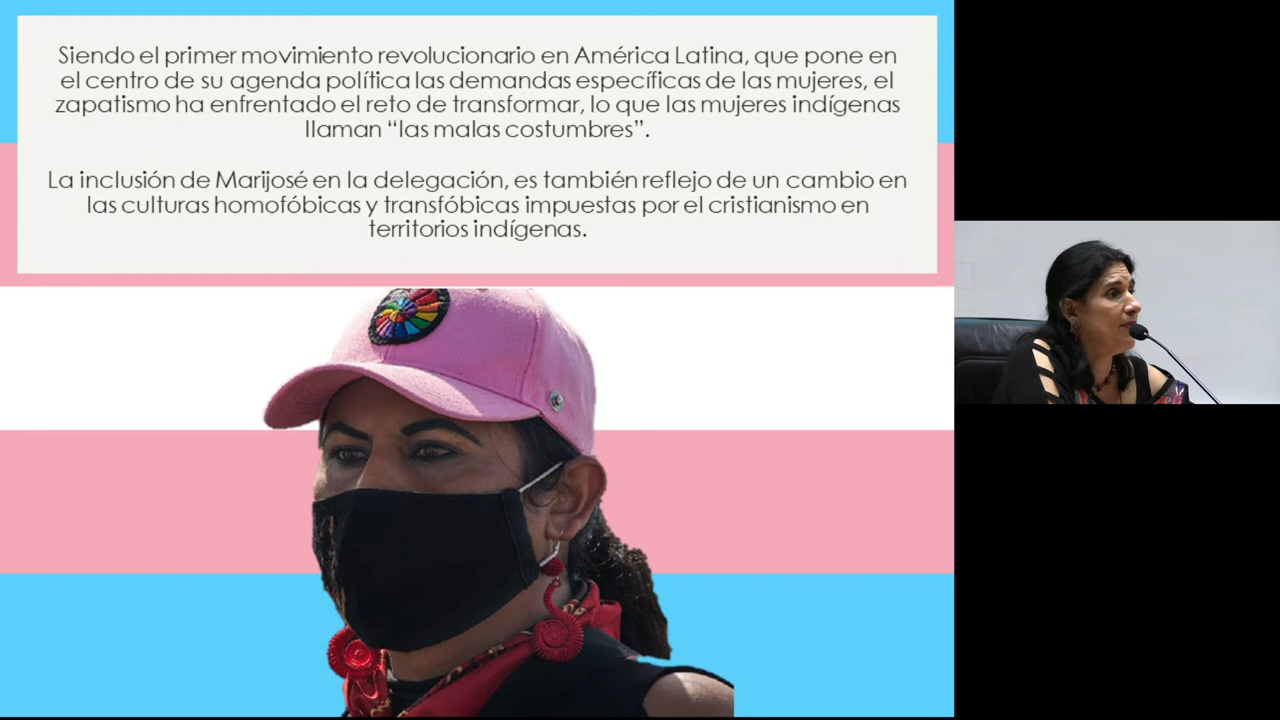 Siendo el primer movimiento revolucionario en América Latina, que pone en
el centro de su agenda política las demandas específicas de las mujeres, el
zapatismo ha enfrentado el reto de transformar, lo que las mujeres indígenas
llaman “las malas costumbres”.
La inclusión de Marijosé en la delegación, es también reflejo de un cambio en
las culturas homofóbicas y transfóbicas impuestas por el cristianismo en
territorios indígenas.